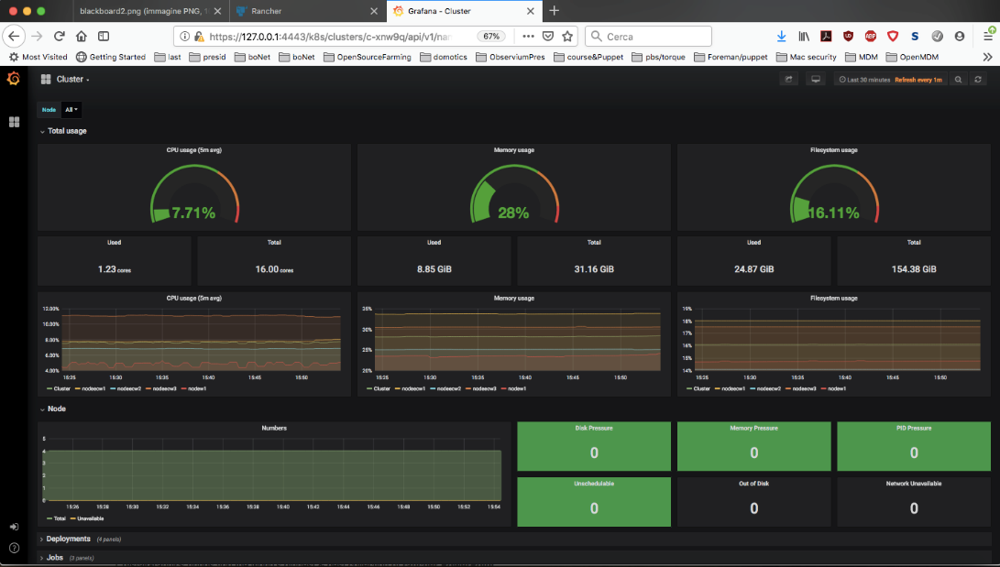 blackboard2.png (immagine PNG, 1
Rancher
Grafana - Cluster
https://127.0.0.1:4443/k8s/clusters/c-xnw9q/api/v1/nar
67%
Cerca
Most Visited
Getting Started
last
presid
boNet
boNet
OpenSourceFarming
domotics
ObserviumPres
course&Puppet
pbs/torque
Foreman/puppet
Mac security
MDM
OpenMDM
Cluster
Last 30 minutes Refresh every 1m
Node All
Total usage
CPU usage (5m avg)
Memory usage
Filesystem usage
7.71%
28%
16.11%
Used
Total
Used
Total
Used
Total
1.23 cores
16.00 cores
8.85 GiB
31.16 GiB
24.87 GiB
154.38 GiB
CPU usage (5m avg)
12.00%
10.00%
8.00%
6.00%
4.00%
15:25 15:30 15:35 15:40 15:45 15:50
Cluster nodeecw1 nodeecw2 nodeecw3 nodew1
Memory usage
35%
30%
25%
20%
15:25 15:30 15:35 15:40 15:45 15:50
Cluster nodeecw1 nodeecw2 nodeecw3 nodew1
Filesystem usage
19%
18%
17%
16%
15%
14%
15:25 15:30 15:35 15:40 15:45 15:50
Cluster nodeecw1 nodeecw2 nodeecw3 nodew1
Node
Numbers
5
4
3
2
1
0
15:26 15:28 15:30 15:32 15:34 15:36 15:38 15:40 15:42 15:44 15:46 15:48 15:50 15:52 15:54
Total Unavailable
Disk Pressure
Memory Pressure
PID Pressure
0
0
0
Unschedulable
Out of Disk
Network Unavailable
0
0
0
Deployments (4 panels)
Jobs (3 panels)